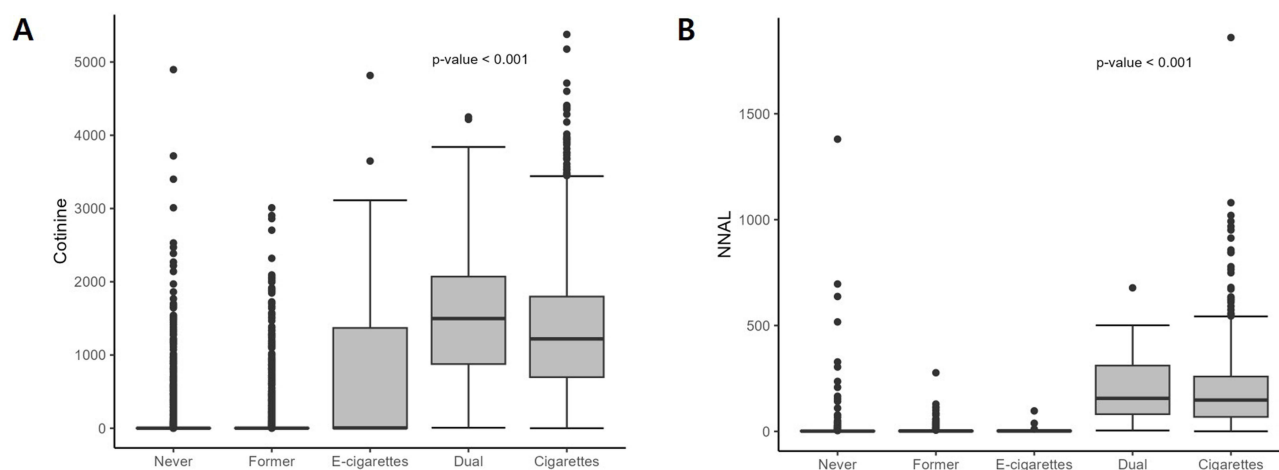 A
Cotinine
5000
4000
3000
2000
1000
0
p-value < 0.001
Never Former E-cigarettes Dual Cigarettes
B
NNAL
1500
1000
500
0
p-value < 0.001
Never Former E-cigarettes Dual Cigarettes